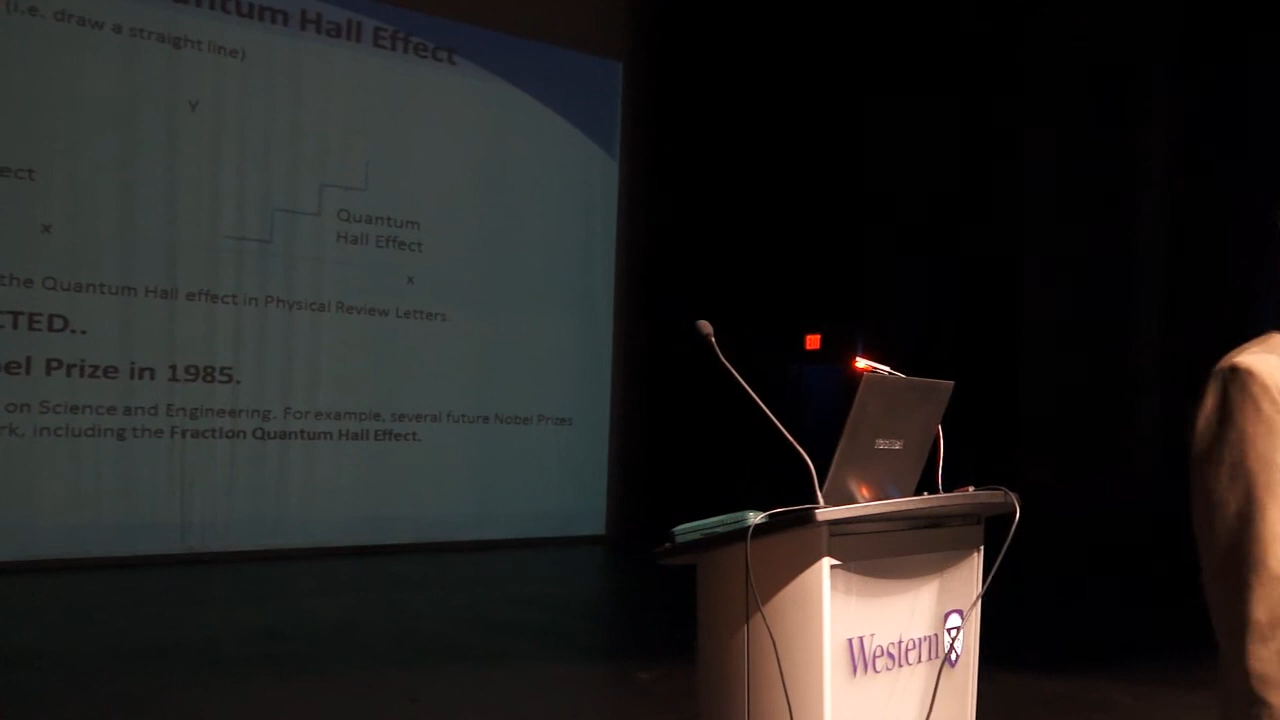 Quantum Hall Effect
(i.e. draw a straight line)
Y
ect
Quantum
Hall Effect
x
x
the Quantum Hall effect in Physical Review Letters.
CTED..
el Prize in 1985.
on Science and Engineering. For example, several future Nobel Prizes
rk, including the Fraction Quantum Hall Effect.
EXIT
TOSHIBA
Western